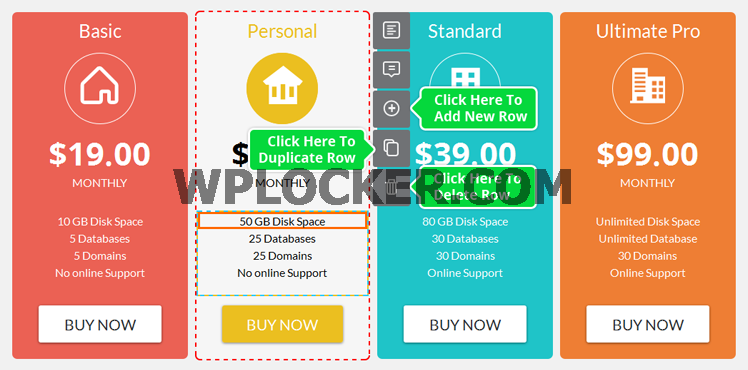 Basic
$19.00
MONTHLY
10 GB Disk Space
5 Databases
5 Domains
No online Support
BUY NOW
Personal
$
MONTHLY
50 GB Disk Space
25 Databases
25 Domains
No online Support
BUY NOW
Click Here To
Add New Row
Click Here To
Duplicate Row
Click Here To
Delete Row
Standard
$39.00
MONTHLY
80 GB Disk Space
30 Databases
30 Domains
Online Support
BUY NOW
Ultimate Pro
$99.00
MONTHLY
Unlimited Disk Space
Unlimited Database
30 Domains
Online Support
BUY NOW
WPLOCKER.COM